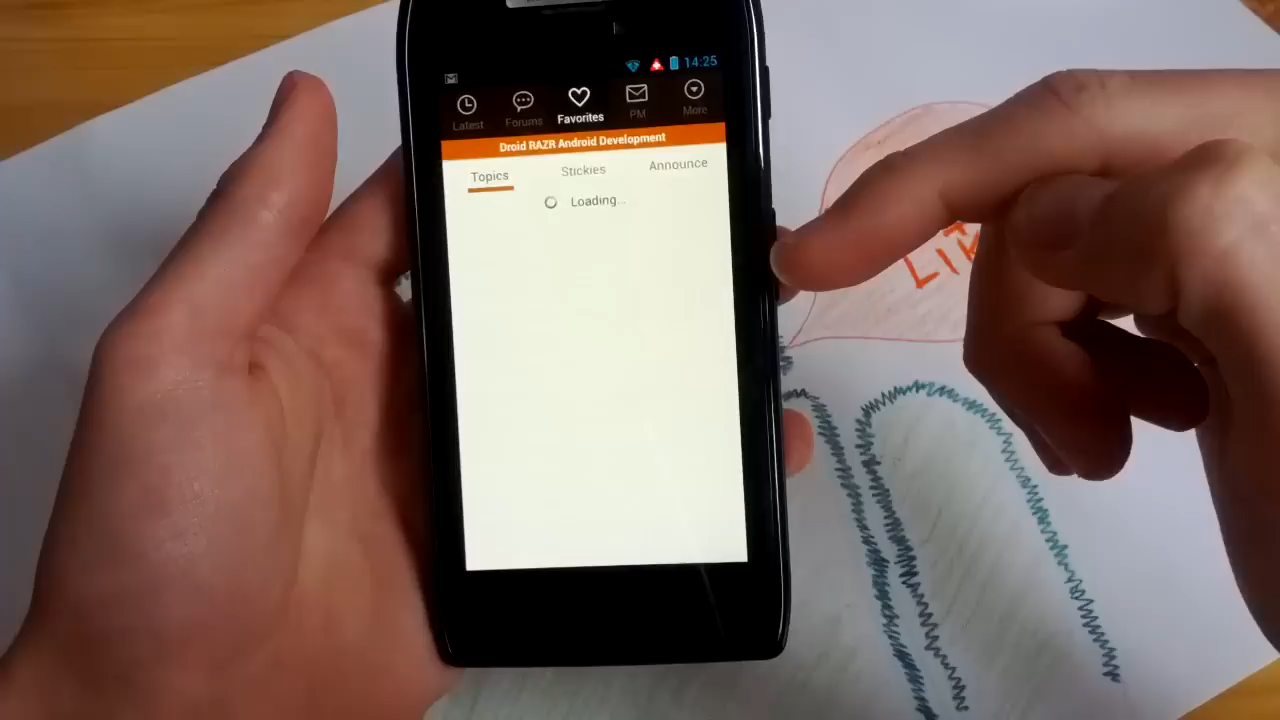 14:25
Latest Forums Favorites PM More
Droid RAZR Android Development
Topics Stickies Announce
Loading...